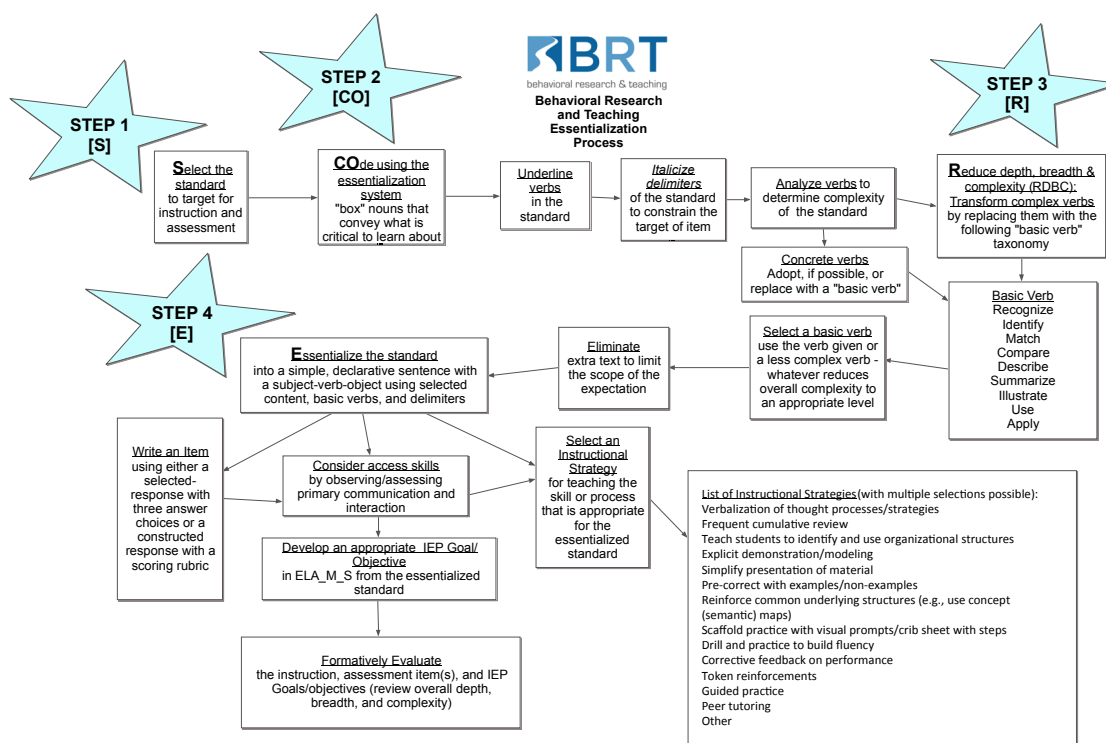 STEP 1
[S]
STEP 2
[CO]
BRT
behavioral research & teaching
Behavioral Research
and Teaching
Essentialization
Process
STEP 3
[R]
Select the
standard
to target for
instruction and
assessment
COde using the
essentialization
system
"box" nouns that
convey what is
critical to learn about
Underline
verbs
in the standard
Italicize
delimiters
of the standard
to constrain the
target of item
Analyze verbs to
determine complexity
of the standard
Reduce depth, breadth &
complexity (RDBC):
Transform complex verbs
by replacing them with the
following "basic verb"
taxonomy
Concrete verbs
Adopt, if possible, or
replace with a "basic verb"
Basic Verb
Recognize
Identify
Match
Compare
Describe
Summarize
Illustrate
Use
Apply
Select a basic verb
use the verb given or
a less complex verb -
whatever reduces
overall complexity to
an appropriate level
Eliminate
extra text to limit
the scope of the
expectation
STEP 4
[E]
Essentialize the standard
into a simple, declarative sentence with
a subject-verb-object using selected
content, basic verbs, and delimiters
Write an Item
using either a
selected-
response with
three answer
choices or a
constructed
response with a
scoring rubric
Consider access skills
by observing/assessing
primary communication and
interaction
Select an
Instructional
Strategy
for teaching the
skill or process
that is appropriate
for the
essentialized
standard
Develop an appropriate IEP Goal/
Objective
in ELA_M_S from the essentialized
standard
Formatively Evaluate
the instruction, assessment item(s), and IEP
Goals/objectives (review overall depth,
breadth, and complexity)
List of Instructional Strategies(with multiple selections possible):
Verbalization of thought processes/strategies
Frequent cumulative review
Teach students to identify and use organizational structures
Explicit demonstration/modeling
Simplify presentation of material
Pre-correct with examples/non-examples
Reinforce common underlying structures (e.g., use concept
(semantic) maps)
Scaffold practice with visual prompts/crib sheet with steps
Drill and practice to build fluency
Corrective feedback on performance
Token reinforcements
Guided practice
Peer tutoring
Other